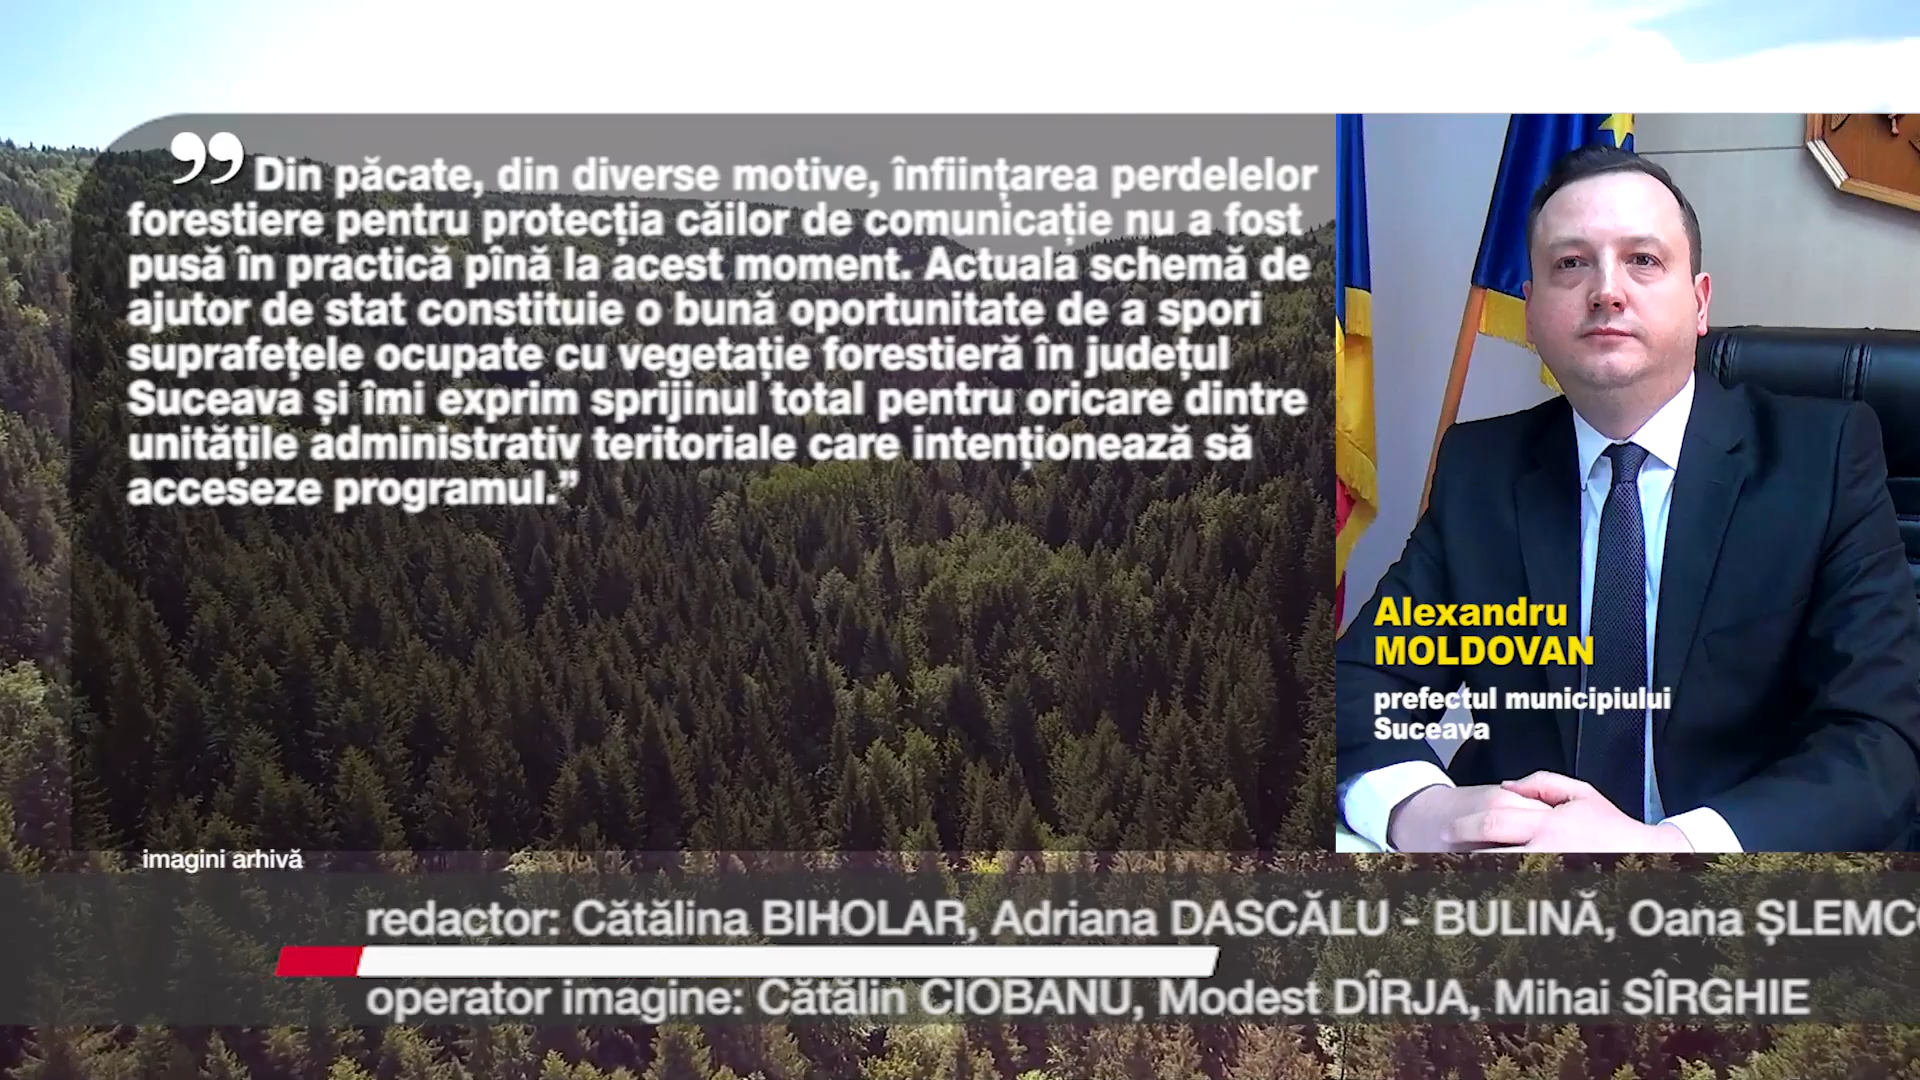 ” Din păcate, din diverse motive, înființarea perdelelor
forestiere pentru protecția căilor de comunicație nu a fost
pusă în practică pînă la acest moment. Actuala schemă de
ajutor de stat constituie o bună oportunitate de a spori
suprafețele ocupate cu vegetație forestieră în județul
Suceava și îmi exprim sprijinul total pentru oricare dintre
unitățile administrativ teritoriale care intenționează să
acceseze programul.”
Alexandru
MOLDOVAN
prefectul municipiului
Suceava
imagini arhivă
redactor: Cătălina BIHOLAR, Adriana DASCĂLU - BULINĂ, Oana
operator imagine: Cătălin CIOBANU, Modest DÎRJA, Mihai SÎRGHIE